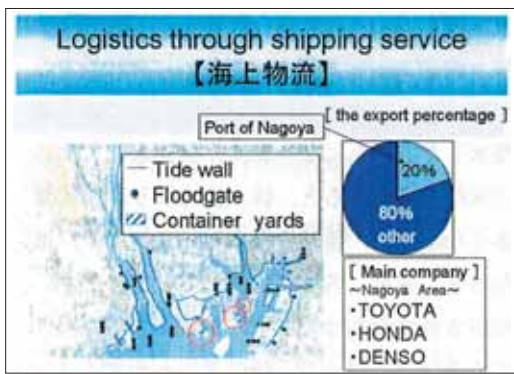 Logistics through shipping service
【海上物流】
[ the export percentage ]
Port of Nagoya
20%
80%
other
Tide wall
Floodgate
Container yards
[ Main company ]
～Nagoya Area～
・TOYOTA
・HONDA
・DENSO